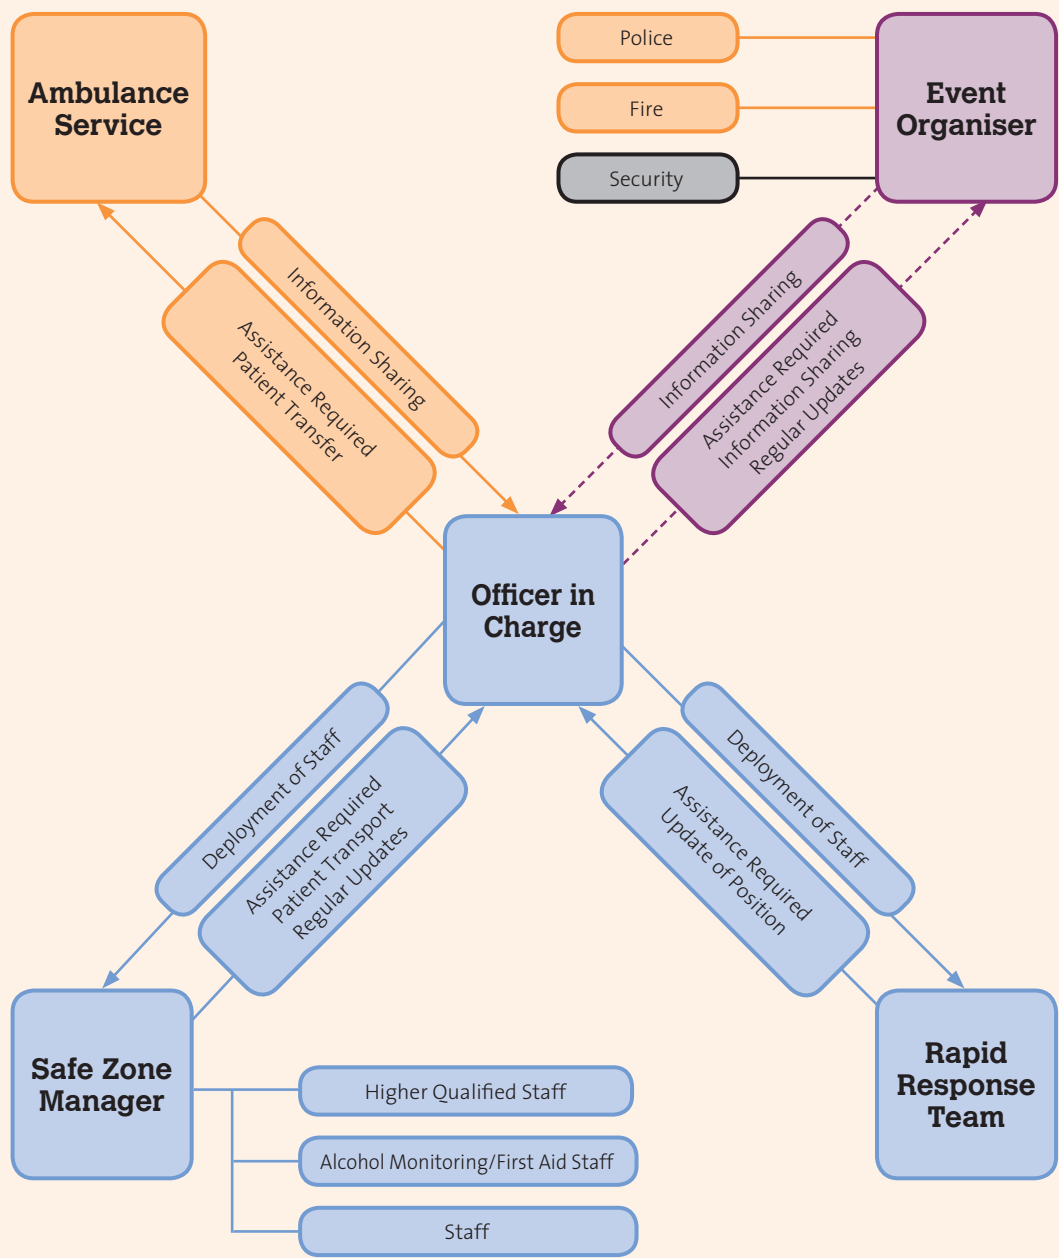 Ambulance
Service
Police
Fire
Security
Event
Organiser
Information Sharing
Assistance Required
Patient Transfer
Information Sharing
Assistance Required
Information Sharing
Regular Updates
Officer in
Charge
Deployment of Staff
Assistance Required
Patient Transport
Regular Updates
Deployment of Staff
Assistance Required
Update of Position
Safe Zone
Manager
Higher Qualified Staff
Alcohol Monitoring/First Aid Staff
Staff
Rapid
Response
Team